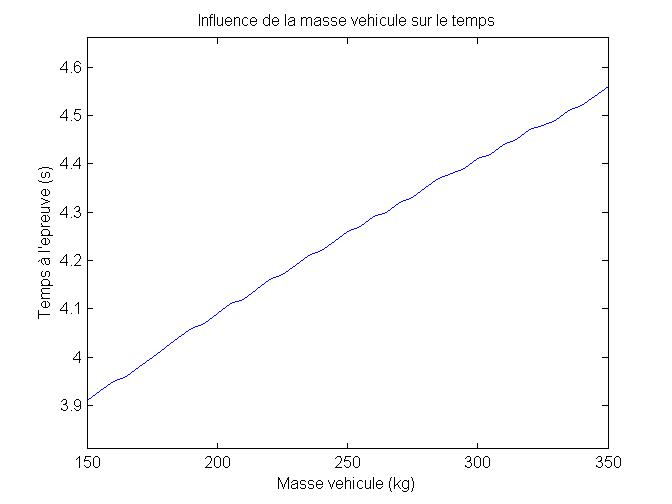 Influence de la masse vehicule sur le temps
4.6
4.5
4.4
4.3
4.2
4.1
4
3.9
Temps à l'epreuve (s)
150 200 250 300 350
Masse vehicule (kg)